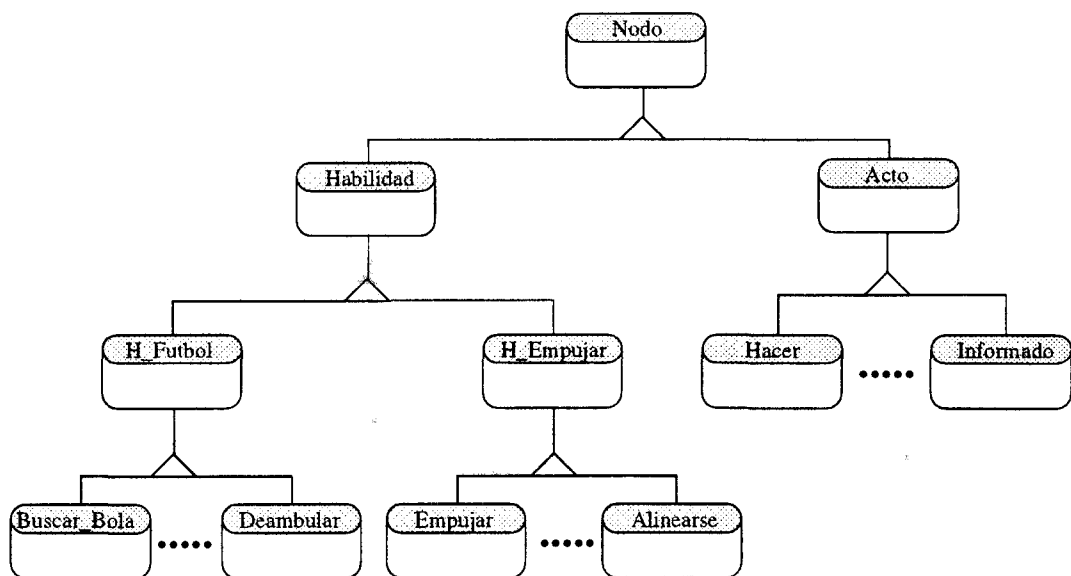 Nodo
Habilidad
Acto
H_Futbol
H_Empujar
Hacer
Informado
Buscar_Bola
Deambular
Empujar
Alinearse